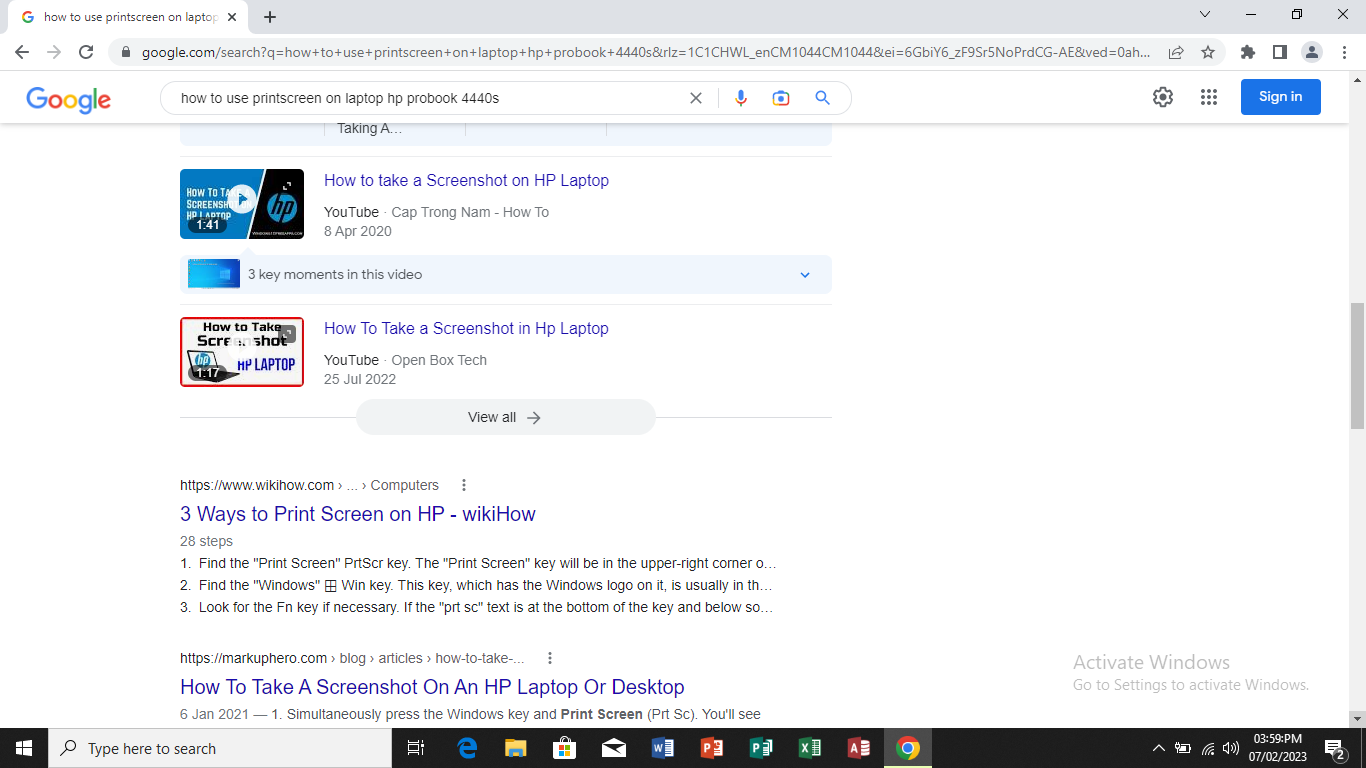 how to use printscreen on laptop
google.com/search?q=how+to+use+printscreen+on+laptop+hp+probook+4440s&rlz=1C1CHWL_enCM1044CM1044&ei=6GbiY6_zF9Sr5NoPrdCG-AE&ved=0ah...
Google
how to use printscreen on laptop hp probook 4440s
Sign in
Taking A...
How To Take a
Screenshot on
HP Laptop
hp
1:41
How to take a Screenshot on HP Laptop
YouTube · Cap Trong Nam - How To
8 Apr 2020
3 key moments in this video
How to Take
Screenshot
hp
HP LAPTOP
1:17
How To Take a Screenshot in Hp Laptop
YouTube · Open Box Tech
25 Jul 2022
View all
https://www.wikihow.com › ... › Computers
3 Ways to Print Screen on HP - wikiHow
28 steps
1. Find the "Print Screen" PrtScr key. The "Print Screen" key will be in the upper-right corner o...
2. Find the "Windows" ⊞ Win key. This key, which has the Windows logo on it, is usually in th...
3. Look for the Fn key if necessary. If the "prt sc" text is at the bottom of the key and below so...
https://markuphero.com › blog › articles › how-to-take-...
How To Take A Screenshot On An HP Laptop Or Desktop
6 Jan 2021 — 1. Simultaneously press the Windows key and Print Screen (Prt Sc). You'll see
Activate Windows
Go to Settings to activate Windows.
Type here to search
03:59:PM
07/02/2023
2